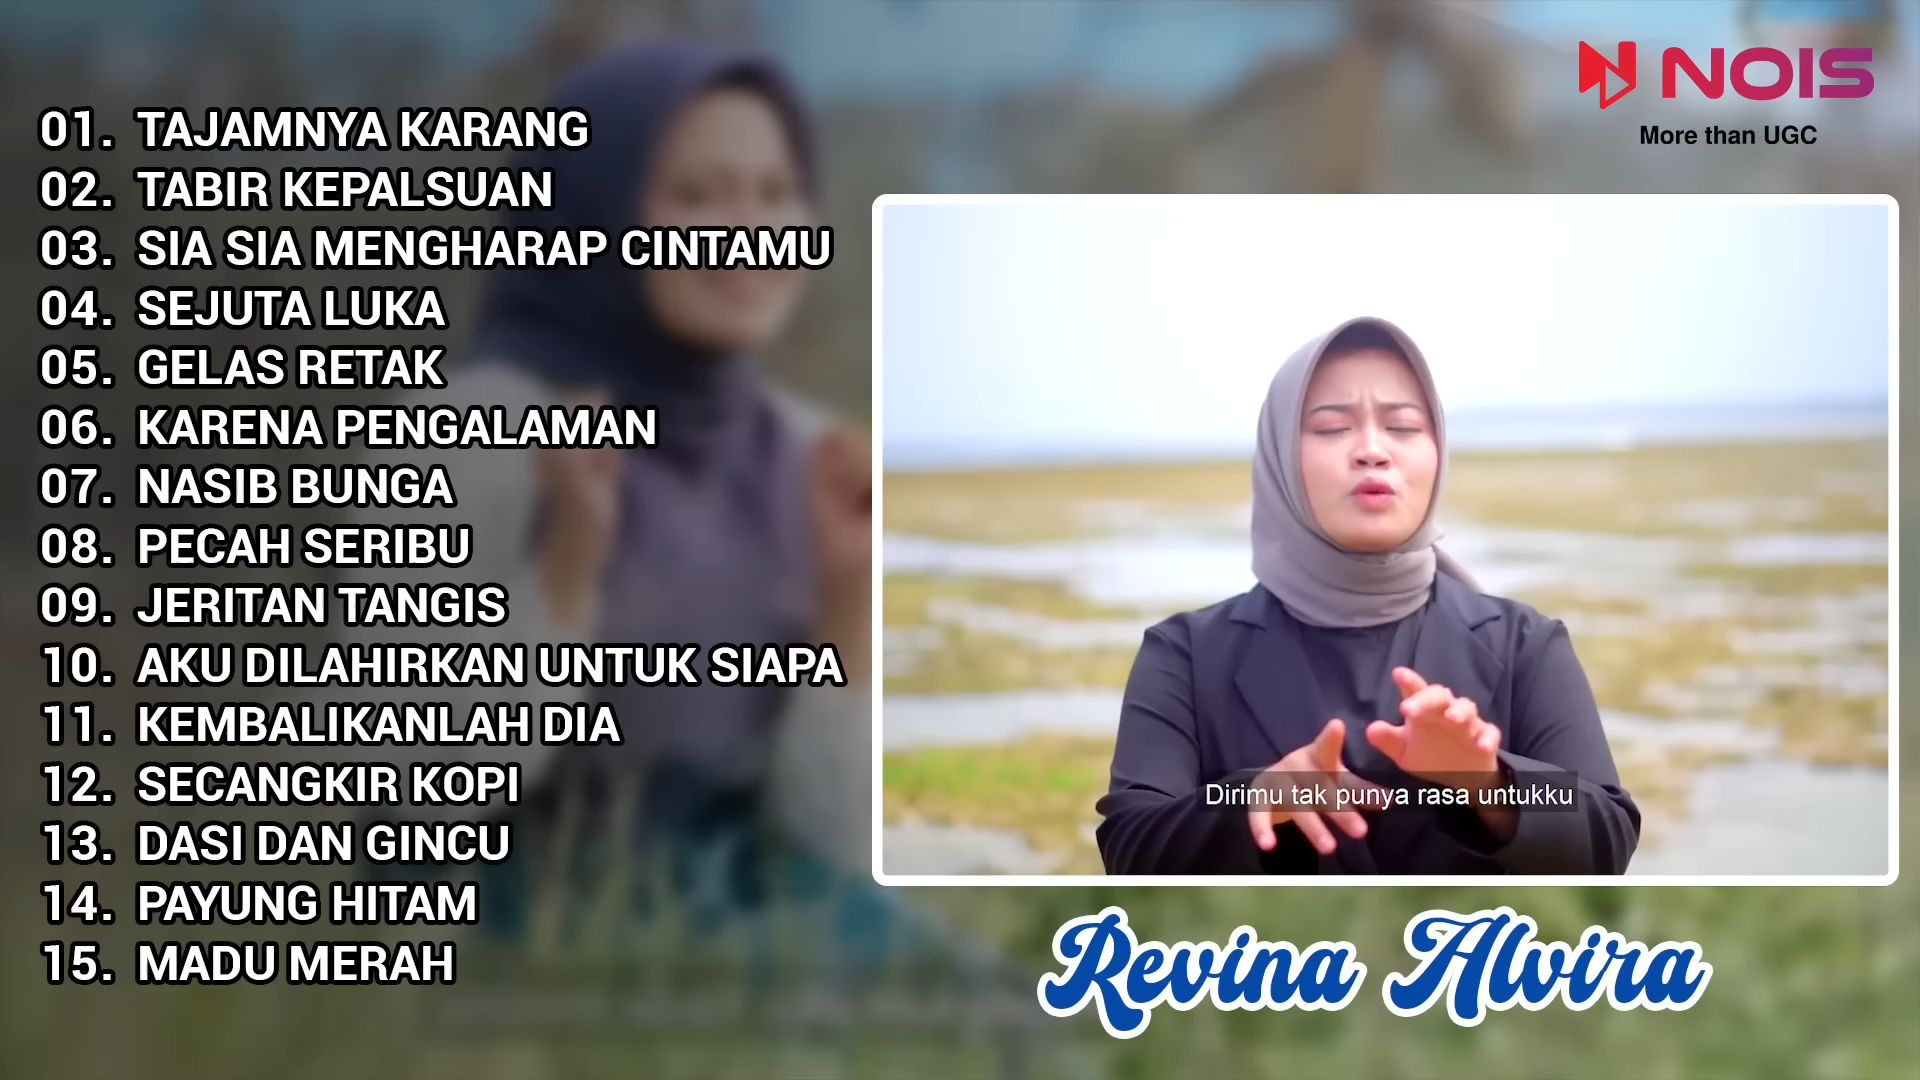 NOIS
More than UGC
01. TAJAMNYA KARANG
02. TABIR KEPALSUAN
03. SIA SIA MENGHARAP CINTAMU
04. SEJUTA LUKA
05. GELAS RETAK
06. KARENA PENGALAMAN
07. NASIB BUNGA
08. PECAH SERIBU
09. JERITAN TANGIS
10. AKU DILAHIRKAN UNTUK SIAPA
11. KEMBALIKANLAH DIA
12. SECANGKIR KOPI
13. DASI DAN GINCU
14. PAYUNG HITAM
15. MADU MERAH
Dirimu tak punya rasa untukku
Revina Alvira